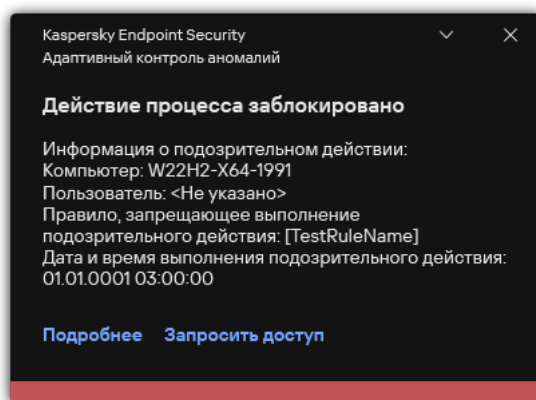 Kaspersky Endpoint Security
Адаптивный контроль аномалий
Действие процесса заблокировано
Информация о подозрительном действии:
Компьютер: W22H2-X64-1991
Пользователь: <Не указано>
Правило, запрещающее выполнение
подозрительного действия: [TestRuleName]
Дата и время выполнения подозрительного действия:
01.01.0001 03:00:00
Подробнее Запросить доступ